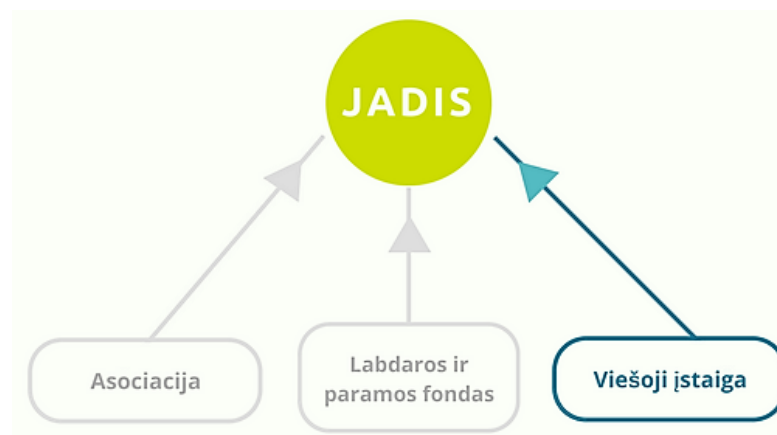 JADIS
Asociacija
Labdaros ir
paramos fondas
Viešoji įstaiga